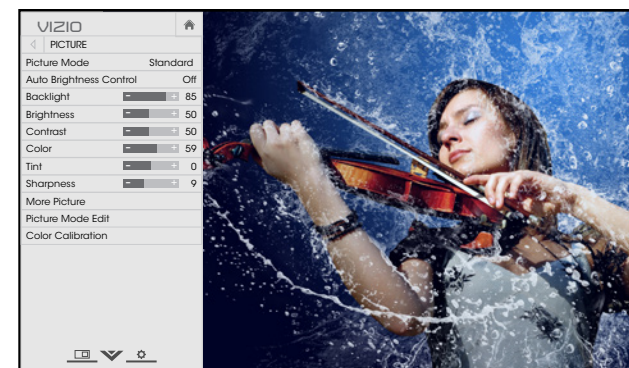 VIZIO
PICTURE
Picture Mode Standard
Auto Brightness Control Off
Backlight 85
Brightness 50
Contrast 50
Color 59
Tint 0
Sharpness 9
More Picture
Picture Mode Edit
Color Calibration